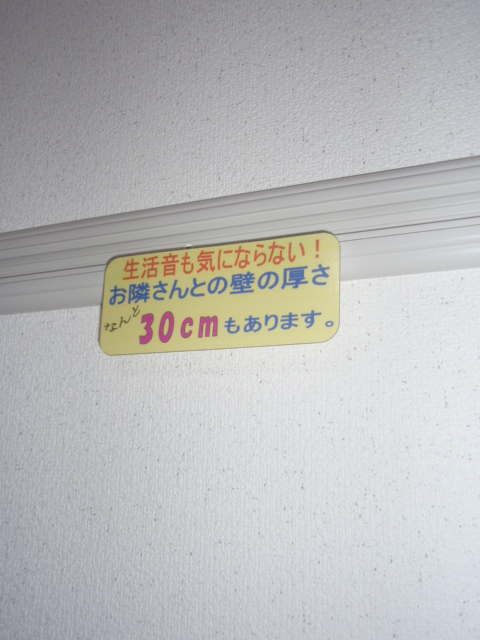 生活音も気にならない!
お隣さんとの壁の厚さ
なんと30cmもあります。